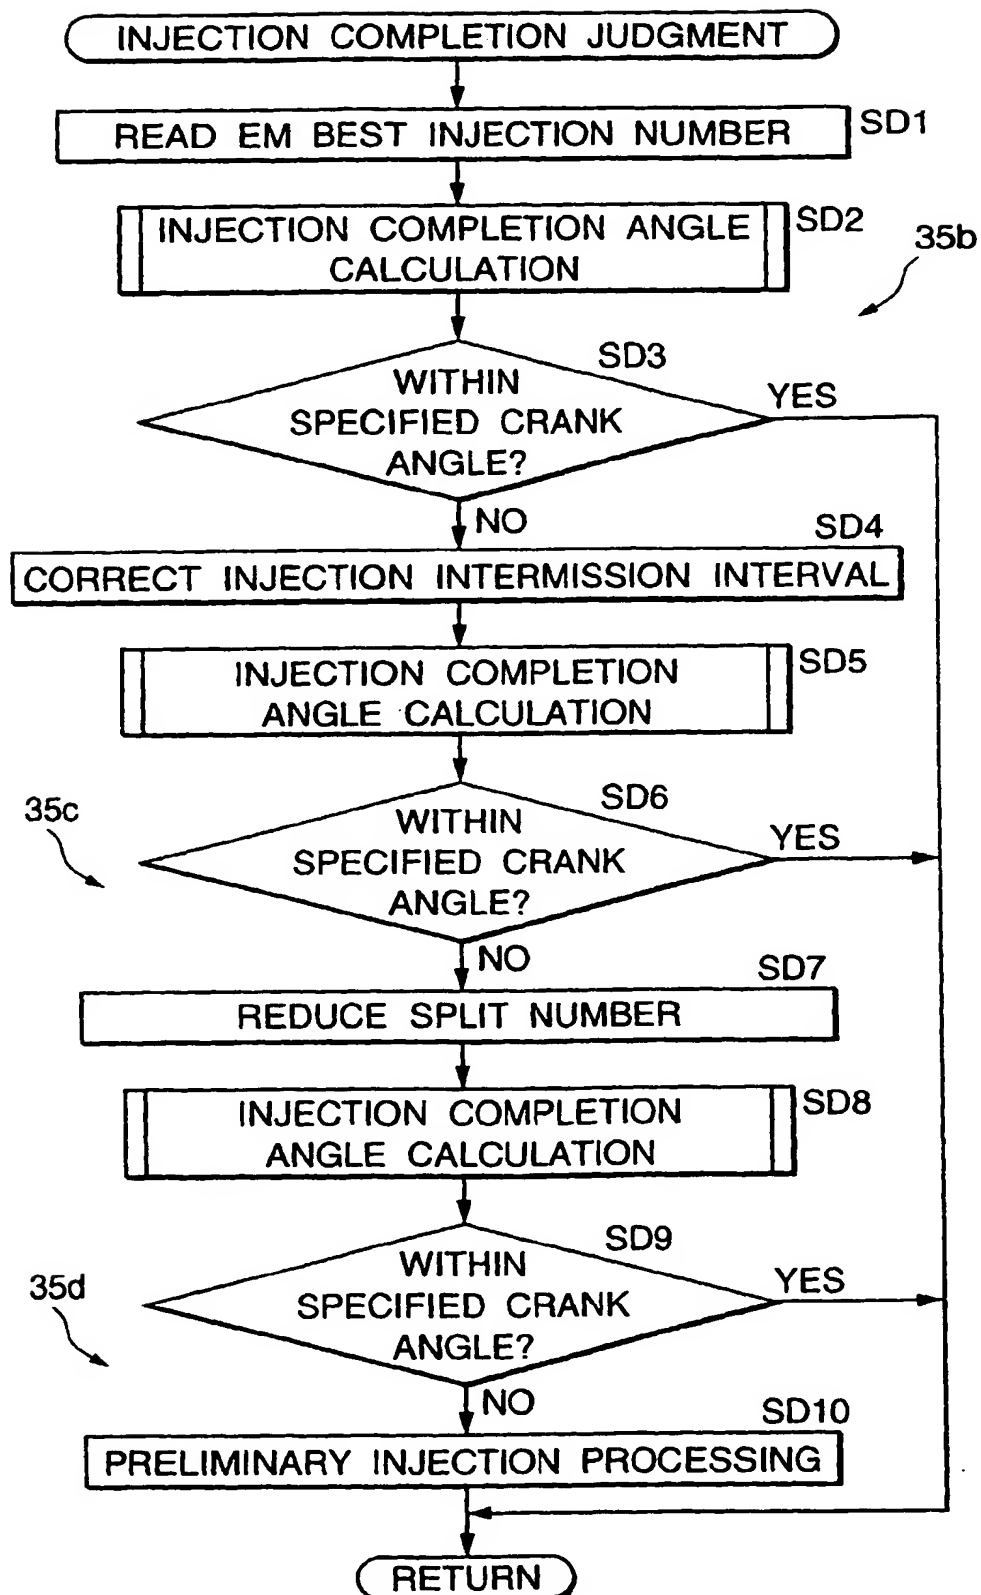 INJECTION COMPLETION JUDGMENT
READ EM BEST INJECTION NUMBER
SD1
INJECTION COMPLETION ANGLE
CALCULATION
SD2
35b
SD3
WITHIN
SPECIFIED CRANK
ANGLE?
YES
NO
SD4
CORRECT INJECTION INTERMISSION INTERVAL
INJECTION COMPLETION
ANGLE CALCULATION
SD5
35c
SD6
WITHIN
SPECIFIED CRANK
ANGLE?
YES
NO
SD7
REDUCE SPLIT NUMBER
INJECTION COMPLETION
ANGLE CALCULATION
SD8
35d
SD9
WITHIN
SPECIFIED CRANK
ANGLE?
YES
NO
SD10
PRELIMINARY INJECTION PROCESSING
RETURN